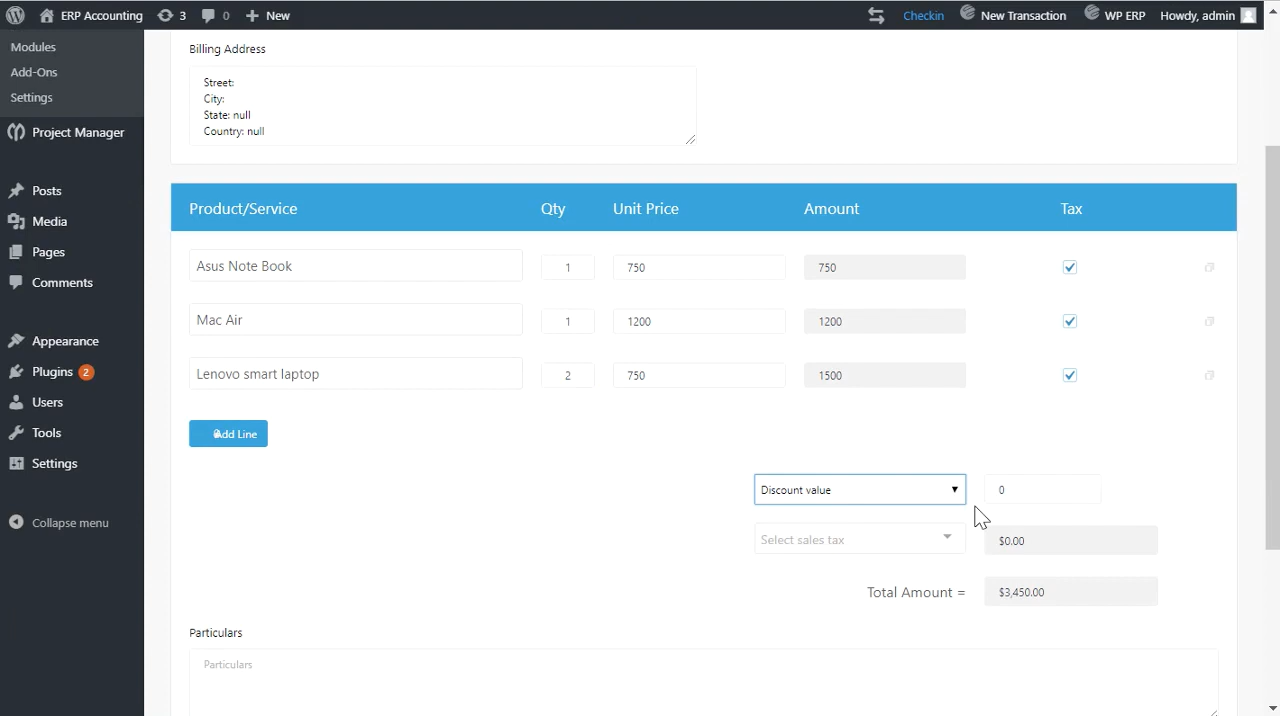 ERP Accounting 3 0 New Checkin New Transaction WP ERP Howdy, admin
Modules
Add-Ons
Settings
Project Manager
Posts
Media
Pages
Comments
Appearance
Plugins 2
Users
Tools
Settings
Collapse menu
Billing Address
Street:
City:
State: null
Country: null
Product/Service Qty Unit Price Amount Tax
Asus Note Book 1 750 750
Mac Air 1 1200 1200
Lenovo smart laptop 2 750 1500
Add Line
Discount value 0
Select sales tax $0.00
Total Amount = $3,450.00
Particulars
Particulars